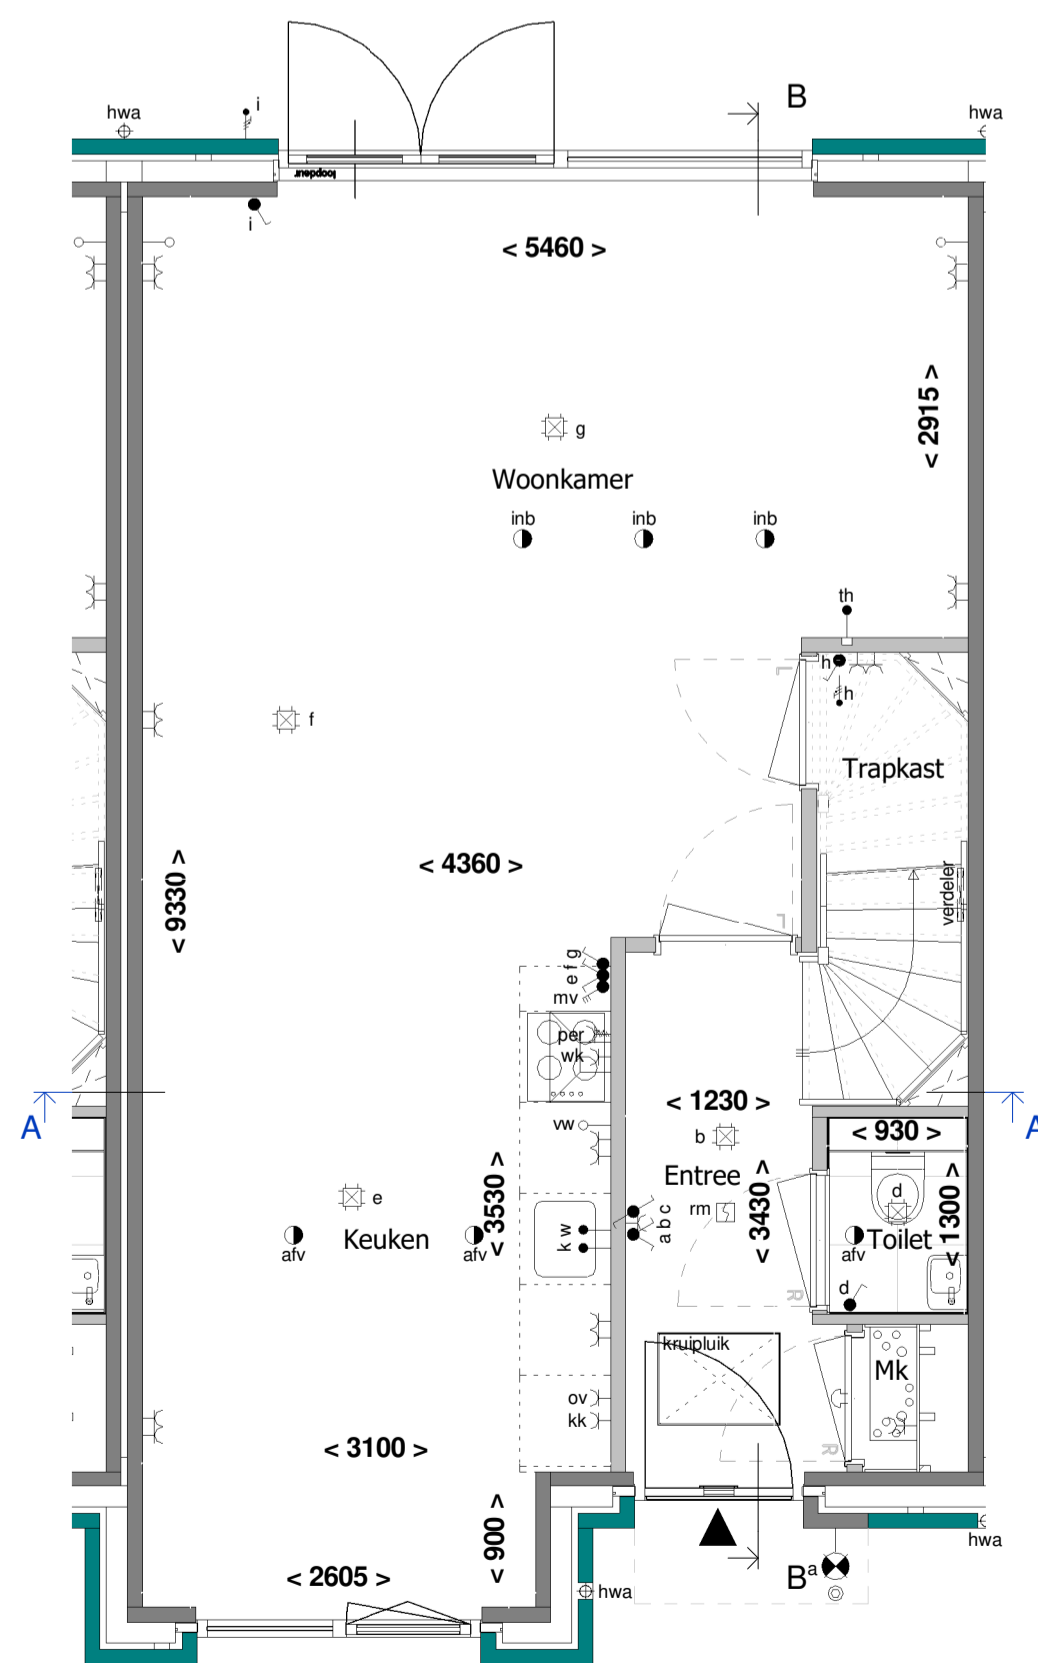 B
hwa
i
hwa
loopdeur
i
< 5460 >
< 2915 >
g
Woonkamer
inb
inb
inb
th
h
h
L
f
Trapkast
< 4360 >
< 9330 >
verdeler
L
e f g
mv
per
wk
A
A
< 1230 >
vw
b
< 930 >
Entree
d
e
< 3530 >
rm
< 3430 >
< 1300 >
k w
a b c
Keuken
Toilet
afv
afv
afv
d
R
kruipluik
Mk
ov
kk
< 3100 >
R
< 900 >
hwa
< 2605 >
hwa
B
a